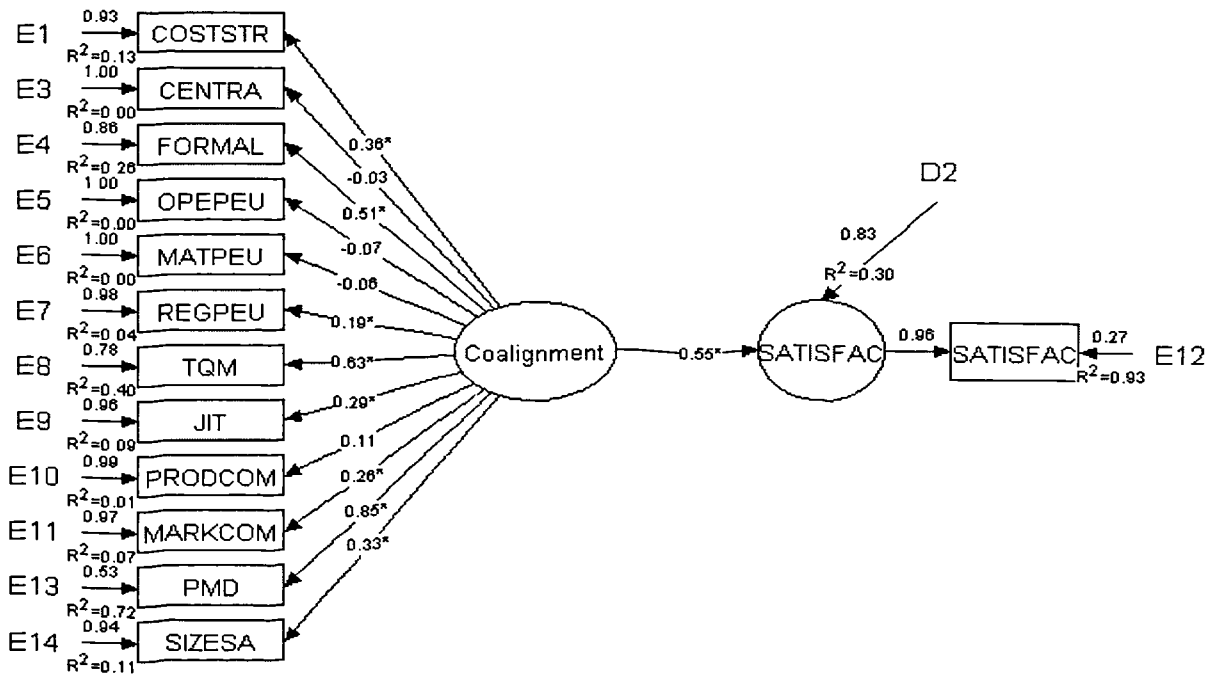 E1 0.93 COSTSTR
R²=0.13
E3 1.00 CENTRA
R²=0.00
E4 0.86 FORMAL
R²=0.26
E5 1.00 OPEPEU
R²=0.00
E6 1.00 MATPEU
R²=0.00
E7 0.98 REGPEU
R²=0.04
E8 0.78 TQM
R²=0.40
E9 0.96 JIT
R²=0.09
E10 0.99 PRODCOM
R²=0.01
E11 0.97 MARKCOM
R²=0.07
E13 0.53 PMD
R²=0.72
E14 0.94 SIZESA
R²=0.11
0.36*
-0.03
0.51*
-0.07
-0.06
0.19*
0.63*
0.29*
0.11
0.26*
0.85*
0.33*
Coalignment
0.55*
D2
0.83
R²=0.30
SATISFAC
0.96
SATISFAC
0.27
E12
R²=0.93